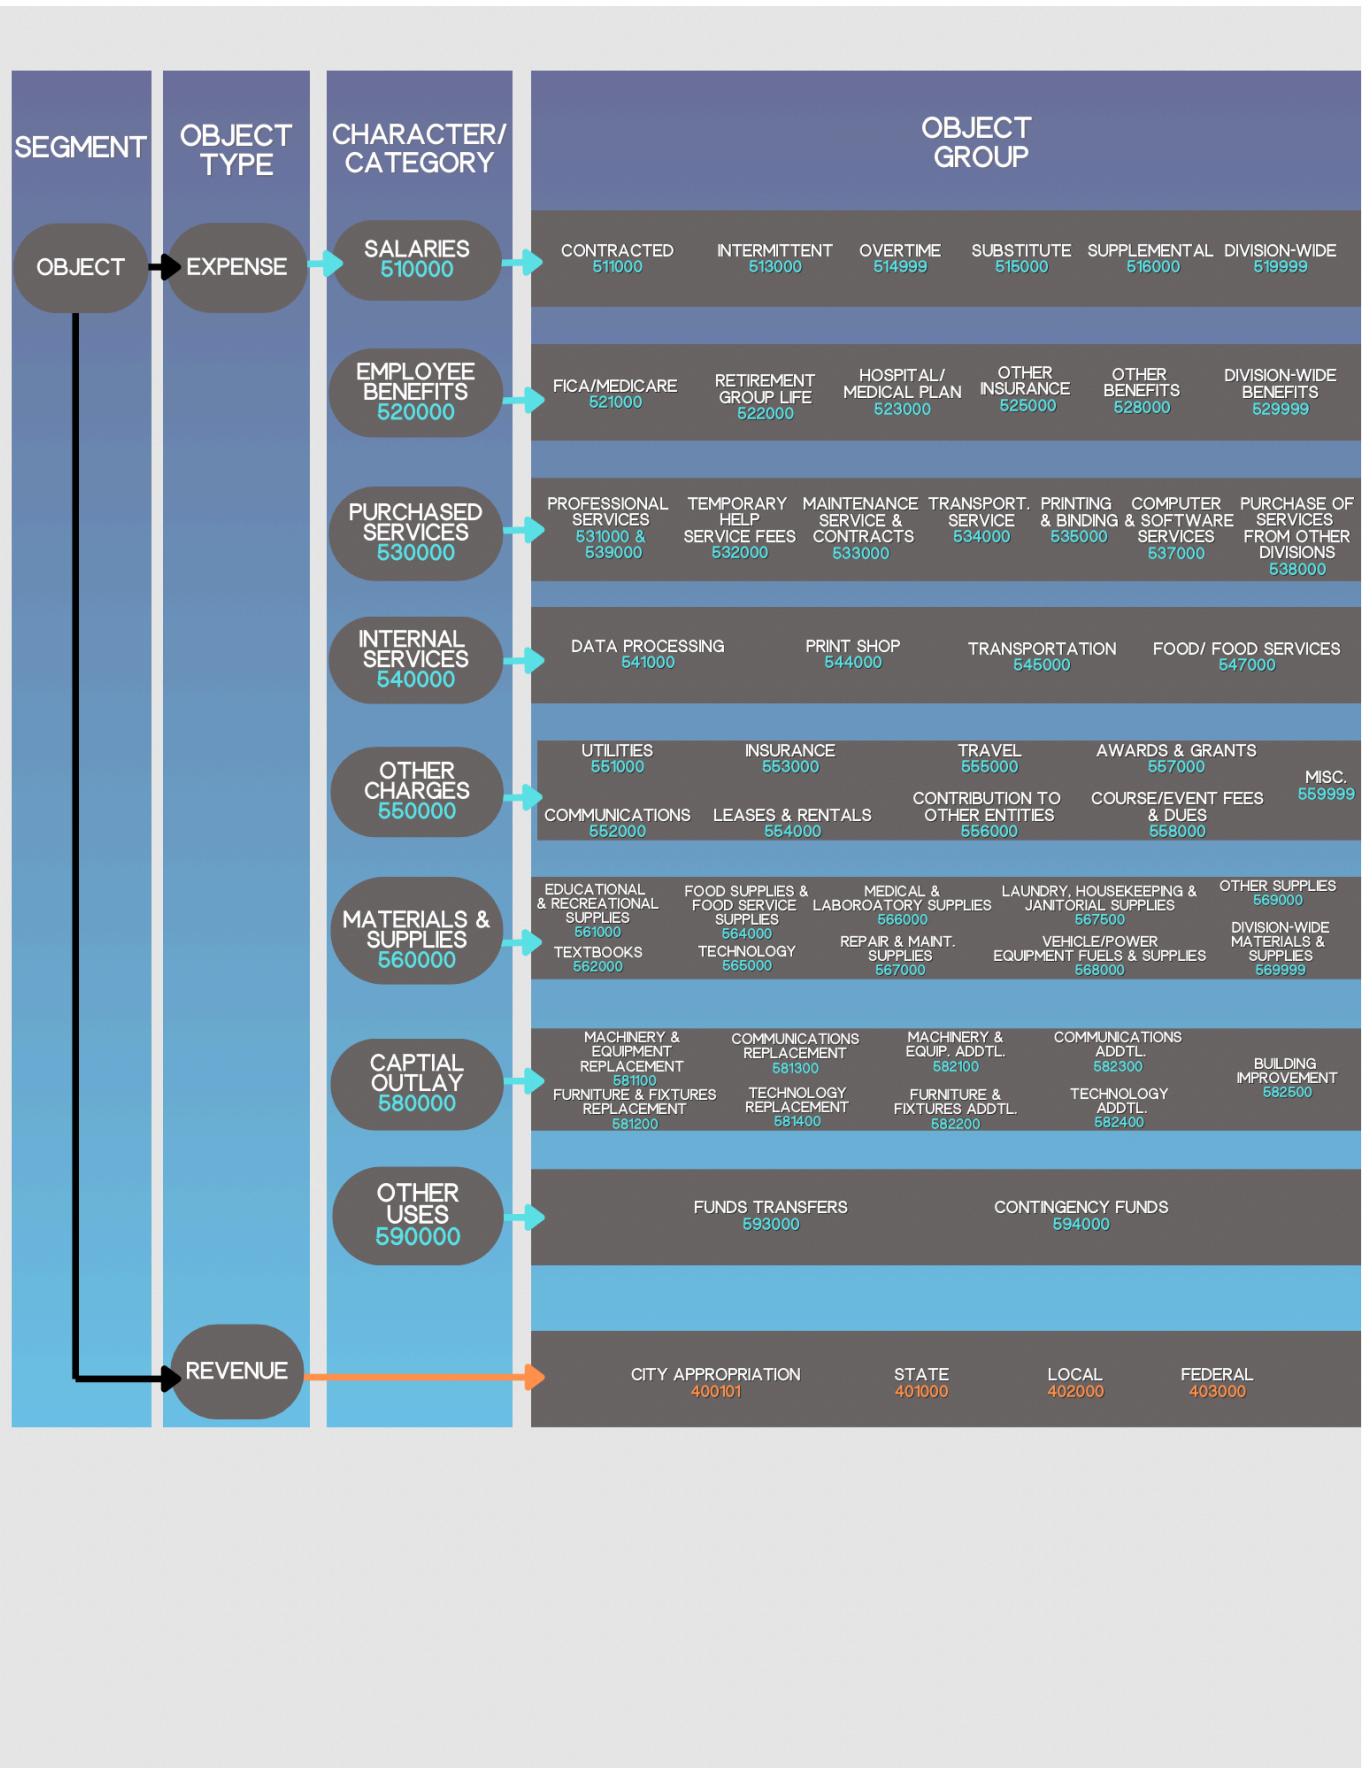 SEGMENT
OBJECT
TYPE
CHARACTER/
CATEGORY
OBJECT
GROUP
OBJECT
EXPENSE
SALARIES
510000
CONTRACTED
511000
INTERMITTENT
513000
OVERTIME
514999
SUBSTITUTE
515000
SUPPLEMENTAL
516000
DIVISION-WIDE
519999
EMPLOYEE
BENEFITS
520000
FICA/MEDICARE
521000
RETIREMENT
GROUP LIFE
522000
HOSPITAL/
MEDICAL PLAN
523000
OTHER
INSURANCE
525000
OTHER
BENEFITS
528000
DIVISION-WIDE
BENEFITS
529999
PURCHASED
SERVICES
530000
PROFESSIONAL
SERVICES
531000 &
539000
TEMPORARY
HELP
SERVICE FEES
532000
MAINTENANCE
SERVICE &
CONTRACTS
533000
TRANSPORT.
SERVICE
534000
PRINTING
& BINDING
535000
COMPUTER
& SOFTWARE
SERVICES
537000
PURCHASE OF
SERVICES
FROM OTHER
DIVISIONS
538000
INTERNAL
SERVICES
540000
DATA PROCESSING
541000
PRINT SHOP
544000
TRANSPORTATION
545000
FOOD/ FOOD SERVICES
547000
OTHER
CHARGES
550000
UTILITIES
551000
INSURANCE
553000
TRAVEL
555000
AWARDS & GRANTS
557000
MISC.
559999
COMMUNICATIONS
552000
LEASES & RENTALS
554000
CONTRIBUTION TO
OTHER ENTITIES
556000
COURSE/EVENT FEES
& DUES
558000
MATERIALS &
SUPPLIES
560000
EDUCATIONAL
& RECREATIONAL
SUPPLIES
561000
FOOD SUPPLIES &
FOOD SERVICE
SUPPLIES
564000
MEDICAL &
LABOROATORY SUPPLIES
566000
LAUNDRY, HOUSEKEEPING &
JANITORIAL SUPPLIES
567500
OTHER SUPPLIES
569000
TEXTBOOKS
562000
TECHNOLOGY
565000
REPAIR & MAINT.
SUPPLIES
567000
VEHICLE/POWER
EQUIPMENT FUELS & SUPPLIES
568000
DIVISION-WIDE
MATERIALS &
SUPPLIES
569999
CAPTIAL
OUTLAY
580000
MACHINERY &
EQUIPMENT
REPLACEMENT
581100
COMMUNICATIONS
REPLACEMENT
581300
MACHINERY &
EQUIP. ADDTL.
582100
COMMUNICATIONS
ADDTL.
582300
BUILDING
IMPROVEMENT
582500
FURNITURE & FIXTURES
REPLACEMENT
581200
TECHNOLOGY
REPLACEMENT
581400
FURNITURE &
FIXTURES ADDTL.
582200
TECHNOLOGY
ADDTL.
582400
OTHER
USES
590000
FUNDS TRANSFERS
593000
CONTINGENCY FUNDS
594000
REVENUE
CITY APPROPRIATION
400101
STATE
401000
LOCAL
402000
FEDERAL
403000